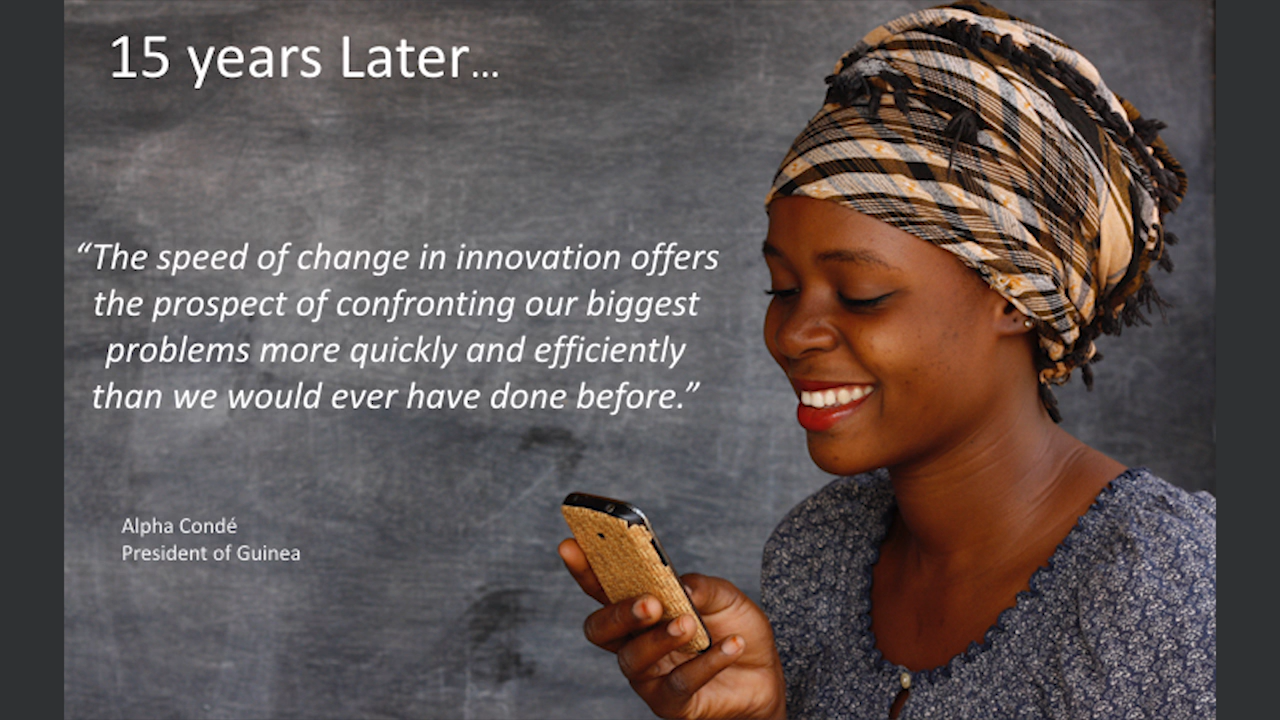 15 years Later...
“The speed of change in innovation offers
the prospect of confronting our biggest
problems more quickly and efficiently
than we would ever have done before.”
Alpha Condé
President of Guinea